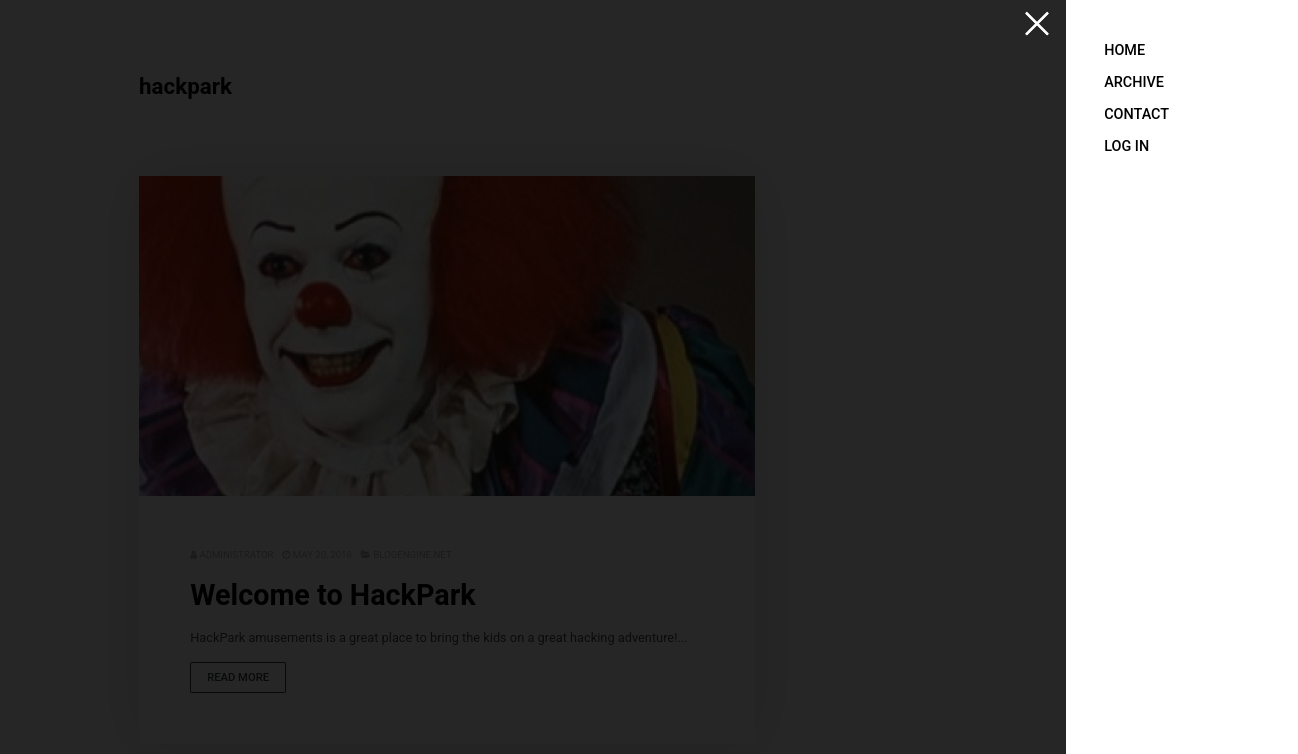 HOME
ARCHIVE
CONTACT
LOG IN
hackpark
ADMINISTRATOR MAY 20, 2019 BLOGENGINE.NET
Welcome to HackPark
HackPark amusements is a great place to bring the kids on a great hacking adventure!...
READ MORE